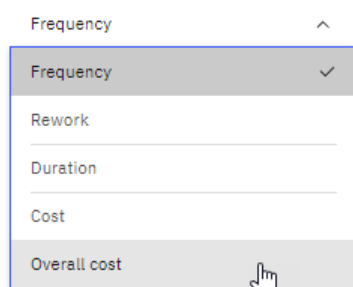 Frequency
Frequency
Rework
Duration
Cost
Overall cost